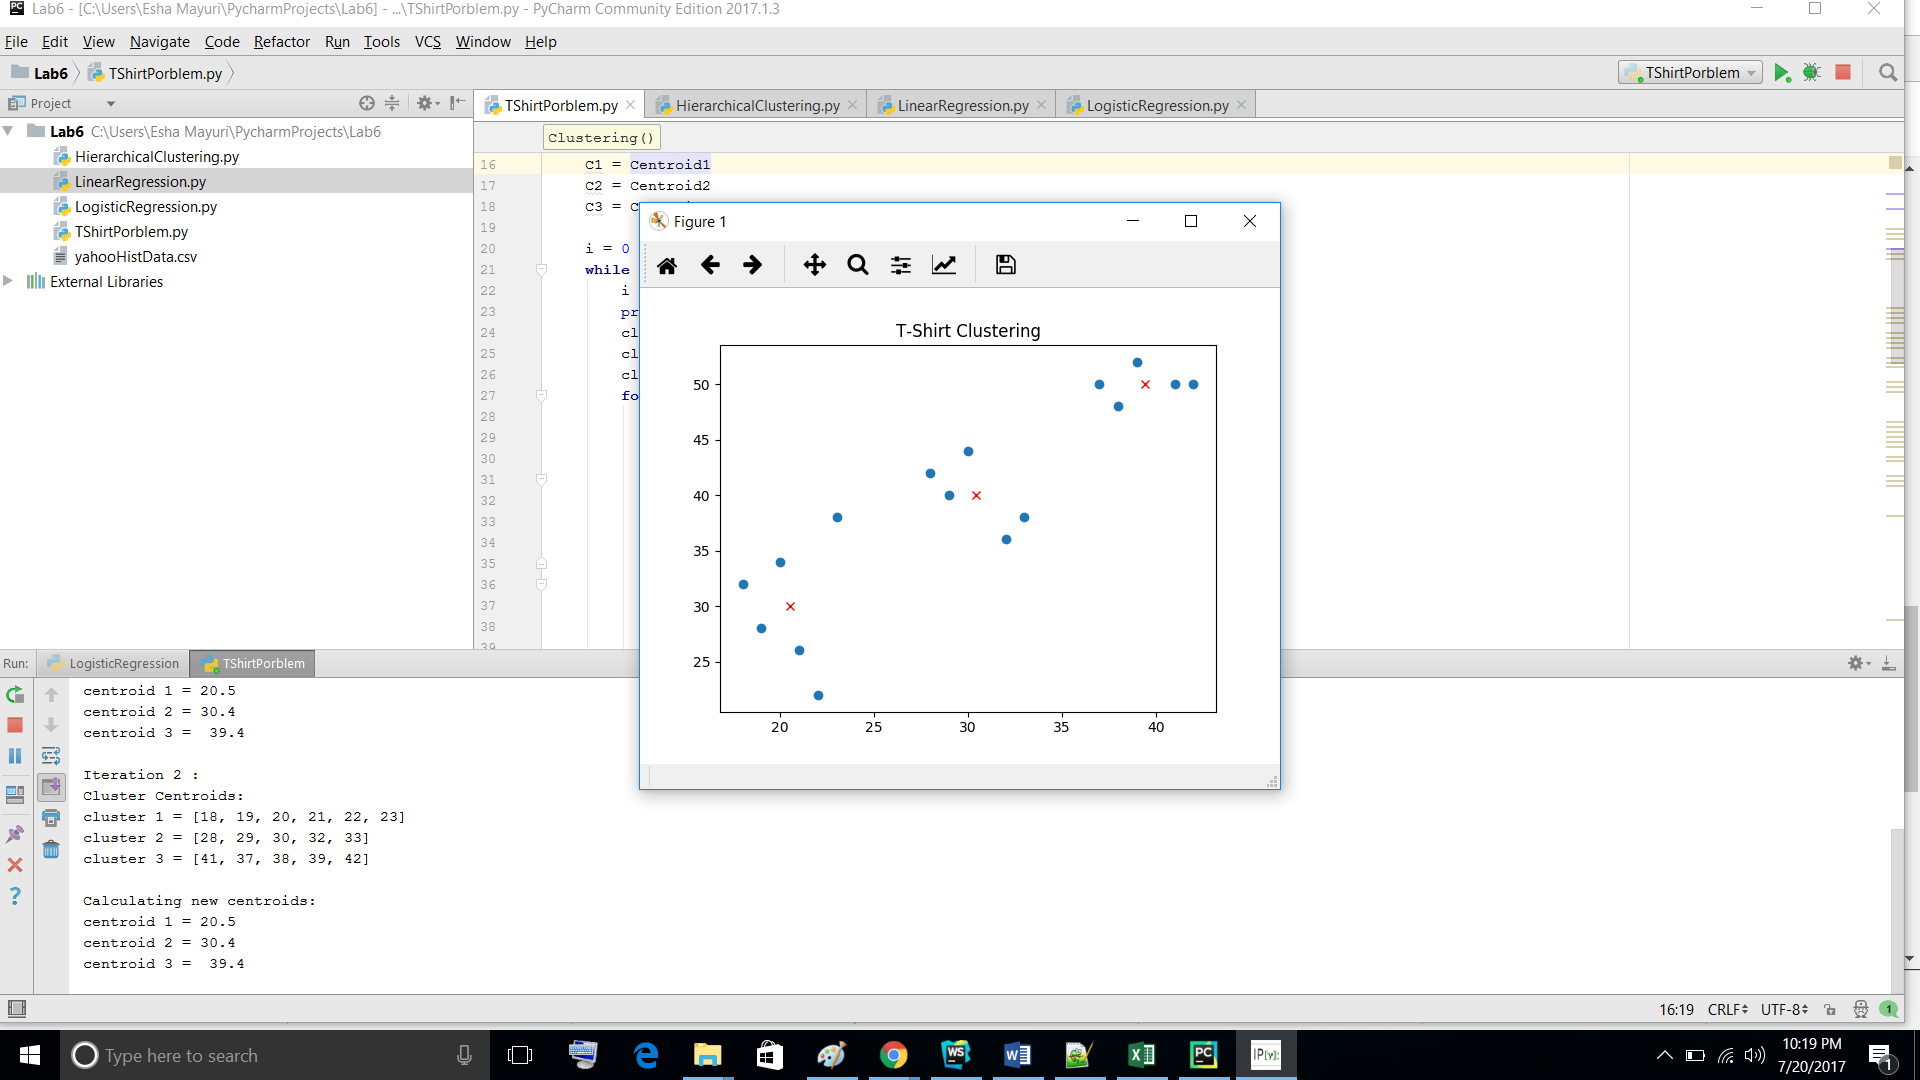 Lab6 - [C:\Users\Esha Mayuri\PycharmProjects\Lab6] - ...\TShirtPorblem.py - PyCharm Community Edition 2017.1.3
File Edit View Navigate Code Refactor Run Tools VCS Window Help
Lab6 TShirtPorblem.py TShirtPorblem
Project
TShirtPorblem.py HierarchicalClustering.py LinearRegression.py LogisticRegression.py
Lab6 C:\Users\Esha Mayuri\PycharmProjects\Lab6
HierarchicalClustering.py
LinearRegression.py
LogisticRegression.py
TShirtPorblem.py
yahooHistData.csv
External Libraries
Clustering()
16 C1 = Centroid1
17 C2 = Centroid2
18 C3 = C
19
20 i = 0
21 while
22 i
23 pr
24 cl
25 cl
26 cl
27 fo
28
29
30
31
32
33
34
35
36
37
38
39
Figure 1
T-Shirt Clustering
50
45
40
35
30
25
20 25 30 35 40
Run: LogisticRegression TShirtPorblem
centroid 1 = 20.5
centroid 2 = 30.4
centroid 3 =  39.4
Iteration 2 :
Cluster Centroids:
cluster 1 = [18, 19, 20, 21, 22, 23]
cluster 2 = [28, 29, 30, 32, 33]
cluster 3 = [41, 37, 38, 39, 42]
Calculating new centroids:
centroid 1 = 20.5
centroid 2 = 30.4
centroid 3 =  39.4
16:19 CRLF UTF-8 1
Type here to search
10:19 PM
7/20/2017
1